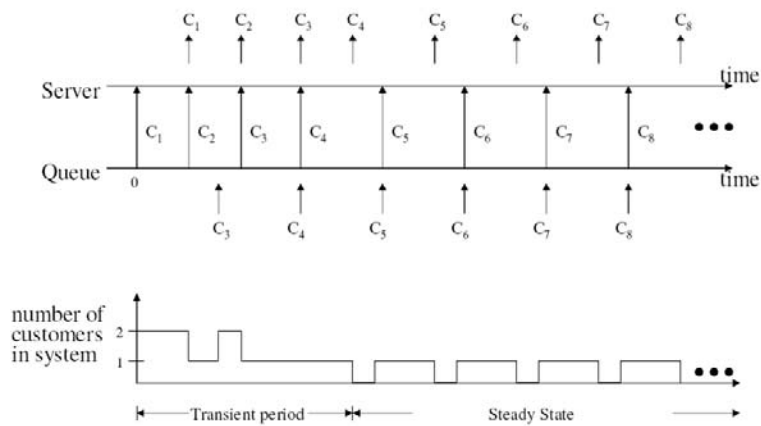 C1 C2 C3 C4 C5 C6 C7 C8
time
Server
C1 C2 C3 C4 C5 C6 C7 C8
Queue
time
0
C3 C4 C5 C6 C7 C8
number of
customers
in system
2
1
Transient period
Steady State